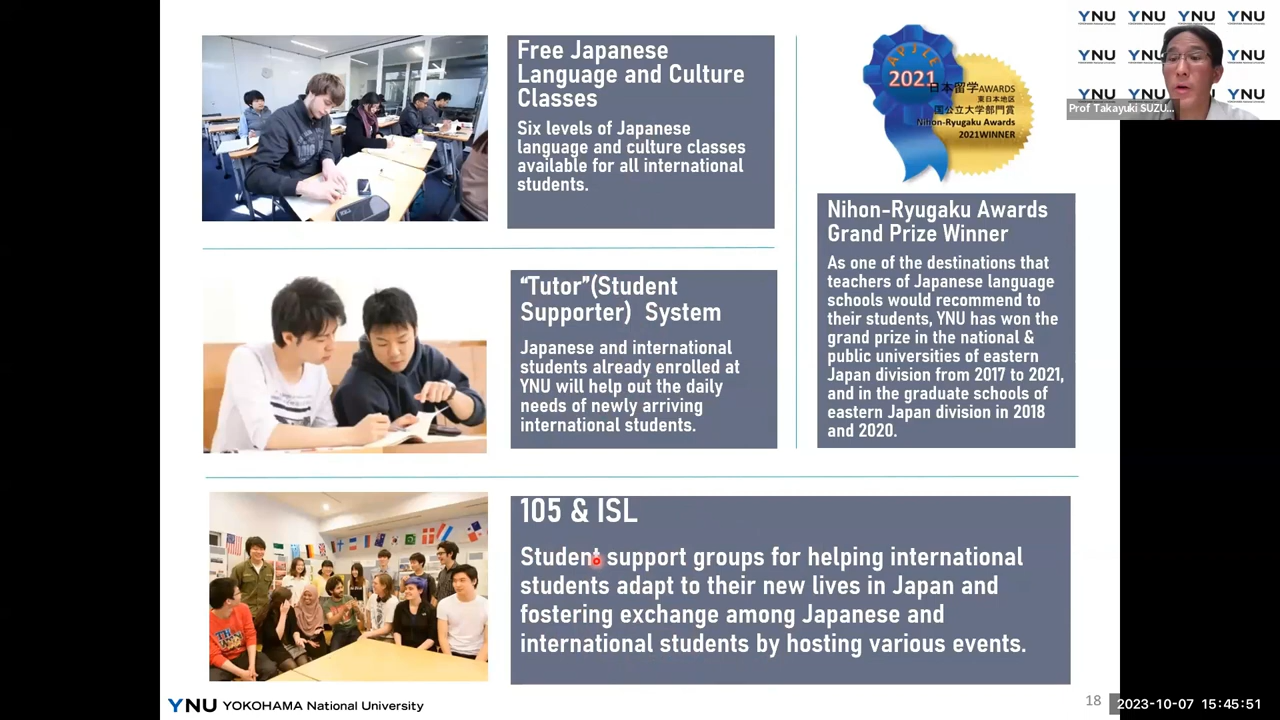 Free Japanese
Language and Culture
Classes
Six levels of Japanese
language and culture classes
available for all international
students.
“Tutor”(Student
Supporter) System
Japanese and international
students already enrolled at
YNU will help out the daily
needs of newly arriving
international students.
APJLE
2021
日本留学AWARDS
東日本地区
国公立大学部門賞
Nihon-Ryugaku Awards
2021WINNER
Nihon-Ryugaku Awards
Grand Prize Winner
As one of the destinations that
teachers of Japanese language
schools would recommend to
their students, YNU has won the
grand prize in the national &
public universities of eastern
Japan division from 2017 to 2021,
and in the graduate schools of
eastern Japan division in 2018
and 2020.
105 & ISL
Student support groups for helping international
students adapt to their new lives in Japan and
fostering exchange among Japanese and
international students by hosting various events.
YNU YOKOHAMA National University
18
2023-10-07 15:45:51
YNU YNU YNU YNU
YNU YNU YNU
YNU YNU
Prof Takayuki SUZU...